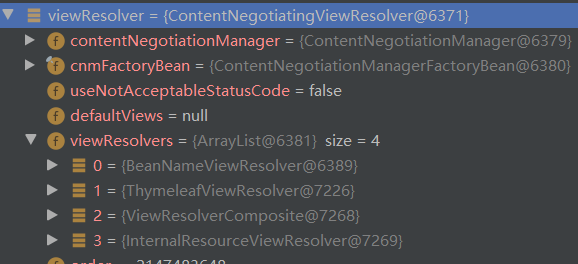 viewResolver = {ContentNegotiatingViewResolver@6371}
f contentNegotiationManager = {ContentNegotiationManager@6379}
f cnmFactoryBean = {ContentNegotiationManagerFactoryBean@6380}
f useNotAcceptableStatusCode = false
f defaultViews = null
f viewResolvers = {ArrayList@6381} size = 4
0 = {BeanNameViewResolver@6389}
1 = {ThymeleafViewResolver@7226}
2 = {ViewResolverComposite@7268}
3 = {InternalResourceViewResolver@7269}